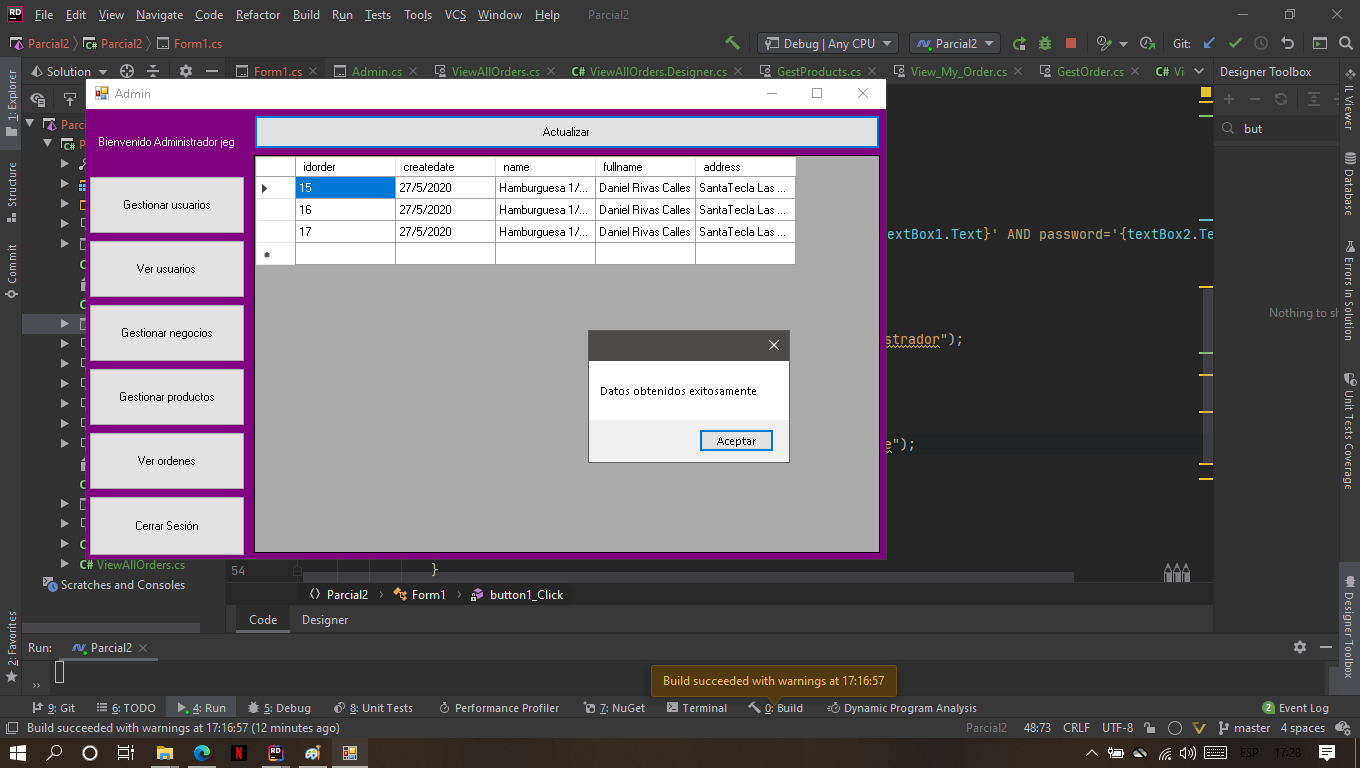 File Edit View Navigate Code Refactor Build Run Tests Tools VCS Window Help Parcial2
Parcial2 Parcial2 Form1.cs Debug | Any CPU Parcial2 Git:
Solution Form1.cs Admin.cs ViewAllOrders.cs ViewAllOrders.Designer.cs GestProducts.cs View_My_Order.cs GestOrder.cs Vi Designer Toolbox
1: Explorer
Structure
Commit
2: Favorites
but
Nothing to sh
IL Viewer
Database
Errors In Solution
Unit Tests Coverage
Designer Toolbox
Parci
Admin
Bienvenido Administrador jeg
Actualizar
Gestionar usuarios
Ver usuarios
Gestionar negocios
Gestionar productos
Ver ordenes
Cerrar Sesión
idorder createdate name fullname address
15 27/5/2020 Hamburguesa 1/... Daniel Rivas Calles SantaTecla Las ...
16 27/5/2020 Hamburguesa 1/... Daniel Rivas Calles SantaTecla Las ...
17 27/5/2020 Hamburguesa 1/... Daniel Rivas Calles SantaTecla Las ...
Datos obtenidos exitosamente
Aceptar
extBox1.Text}' AND password='{textBox2.Te
strador");
e");
ViewAllOrders.cs
Scratches and Consoles
54 }
Parcial2 Form1 button1_Click
Code Designer
Run: Parcial2
Build succeeded with warnings at 17:16:57
9: Git 6: TODO 4: Run 5: Debug 8: Unit Tests Performance Profiler 7: NuGet Terminal 0: Build Dynamic Program Analysis 2 Event Log
Build succeeded with warnings at 17:16:57 (12 minutes ago) Parcial2 48:73 CRLF UTF-8 master 4 spaces
ESP 17:28